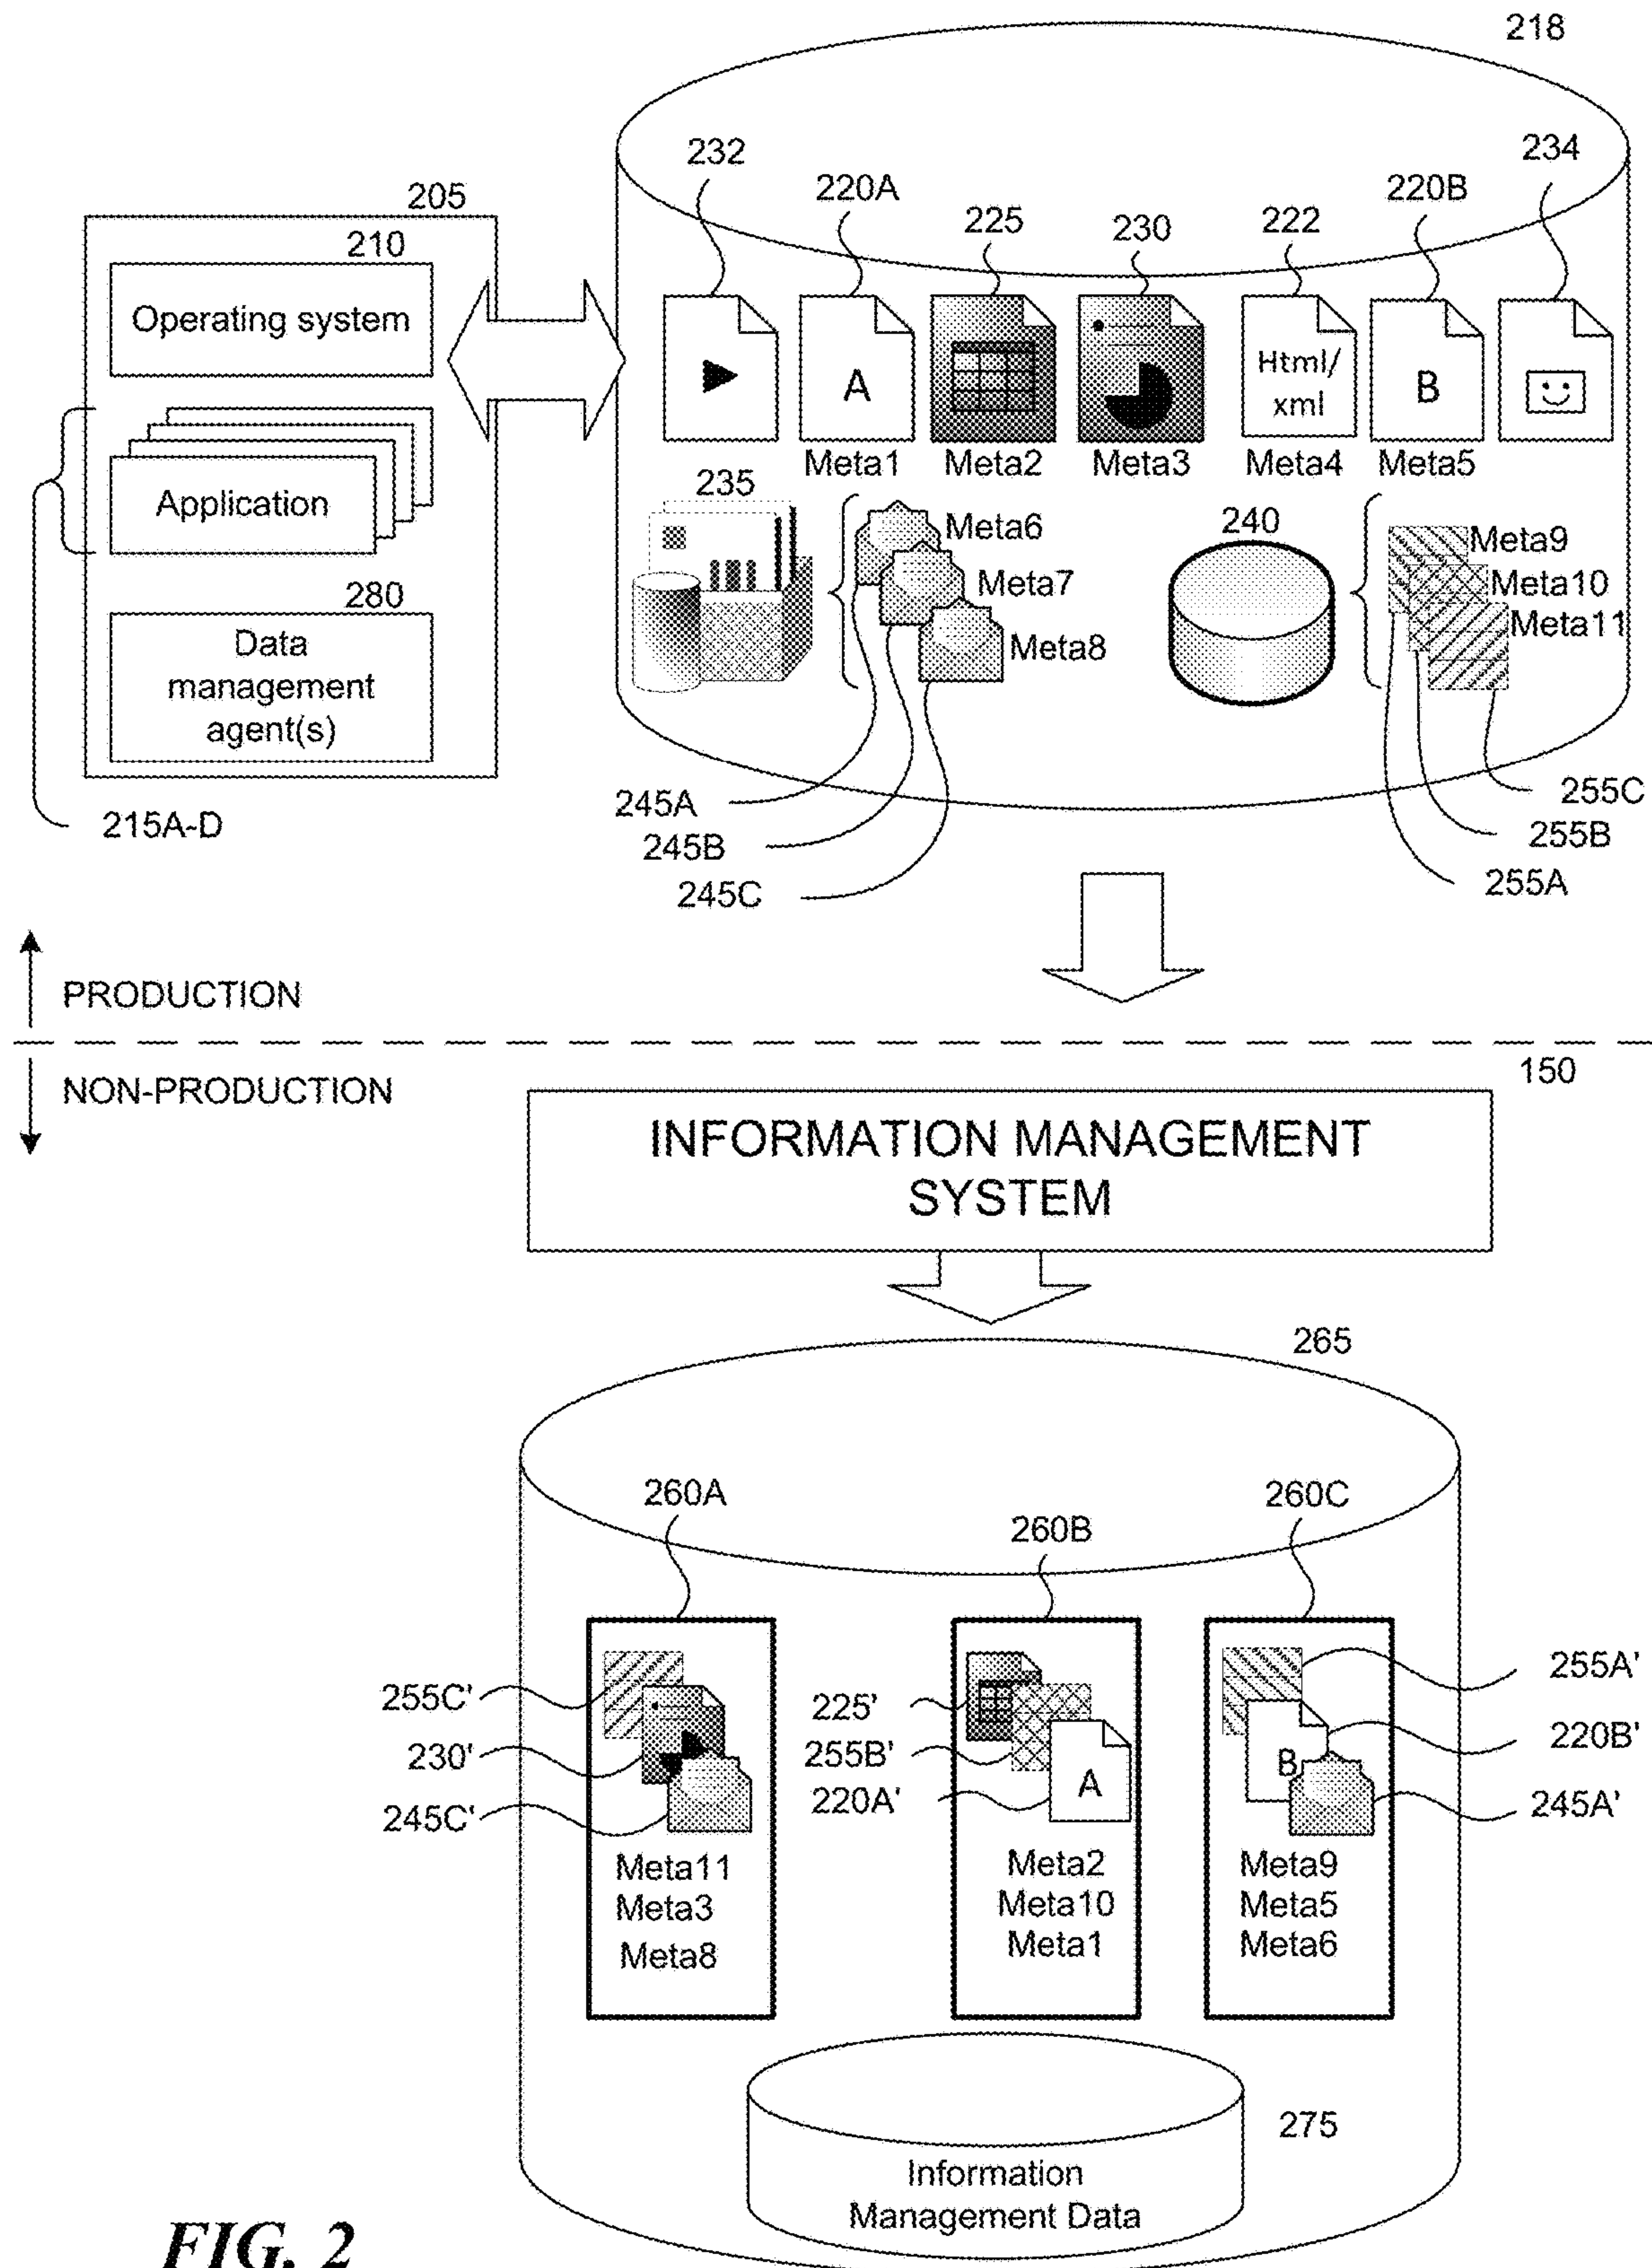 218
232
220A
225
230
222
220B
234
205
210
Operating system
Application
280
Data
management
agent(s)
215A-D
A
Html/
xml
B
Meta1
Meta2
Meta3
Meta4
Meta5
235
Meta6
Meta7
Meta8
240
Meta9
Meta10
Meta11
245A
245B
245C
255C
255B
255A
PRODUCTION
NON-PRODUCTION
150
INFORMATION MANAGEMENT
SYSTEM
265
260A
260B
260C
255C'
230'
245C'
Meta11
Meta3
Meta8
225'
255B'
220A'
A
Meta2
Meta10
Meta1
255A'
220B'
245A'
B
Meta9
Meta5
Meta6
275
Information
Management Data
FIG. 2